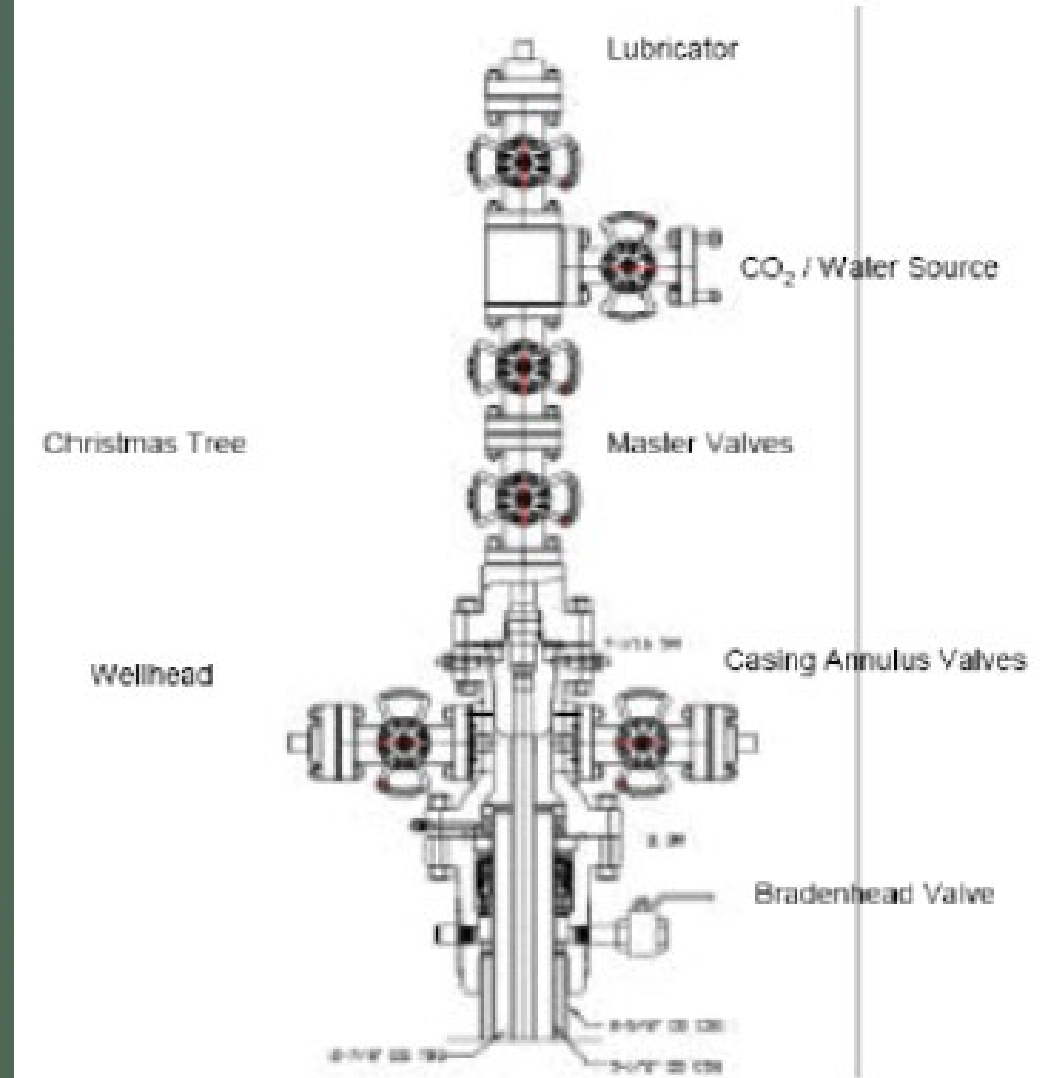 Lubricator
CO₂ / Water Source
Christmas Tree
Master Valves
Wellhead
Casing Annulus Valves
Bradenhead Valve